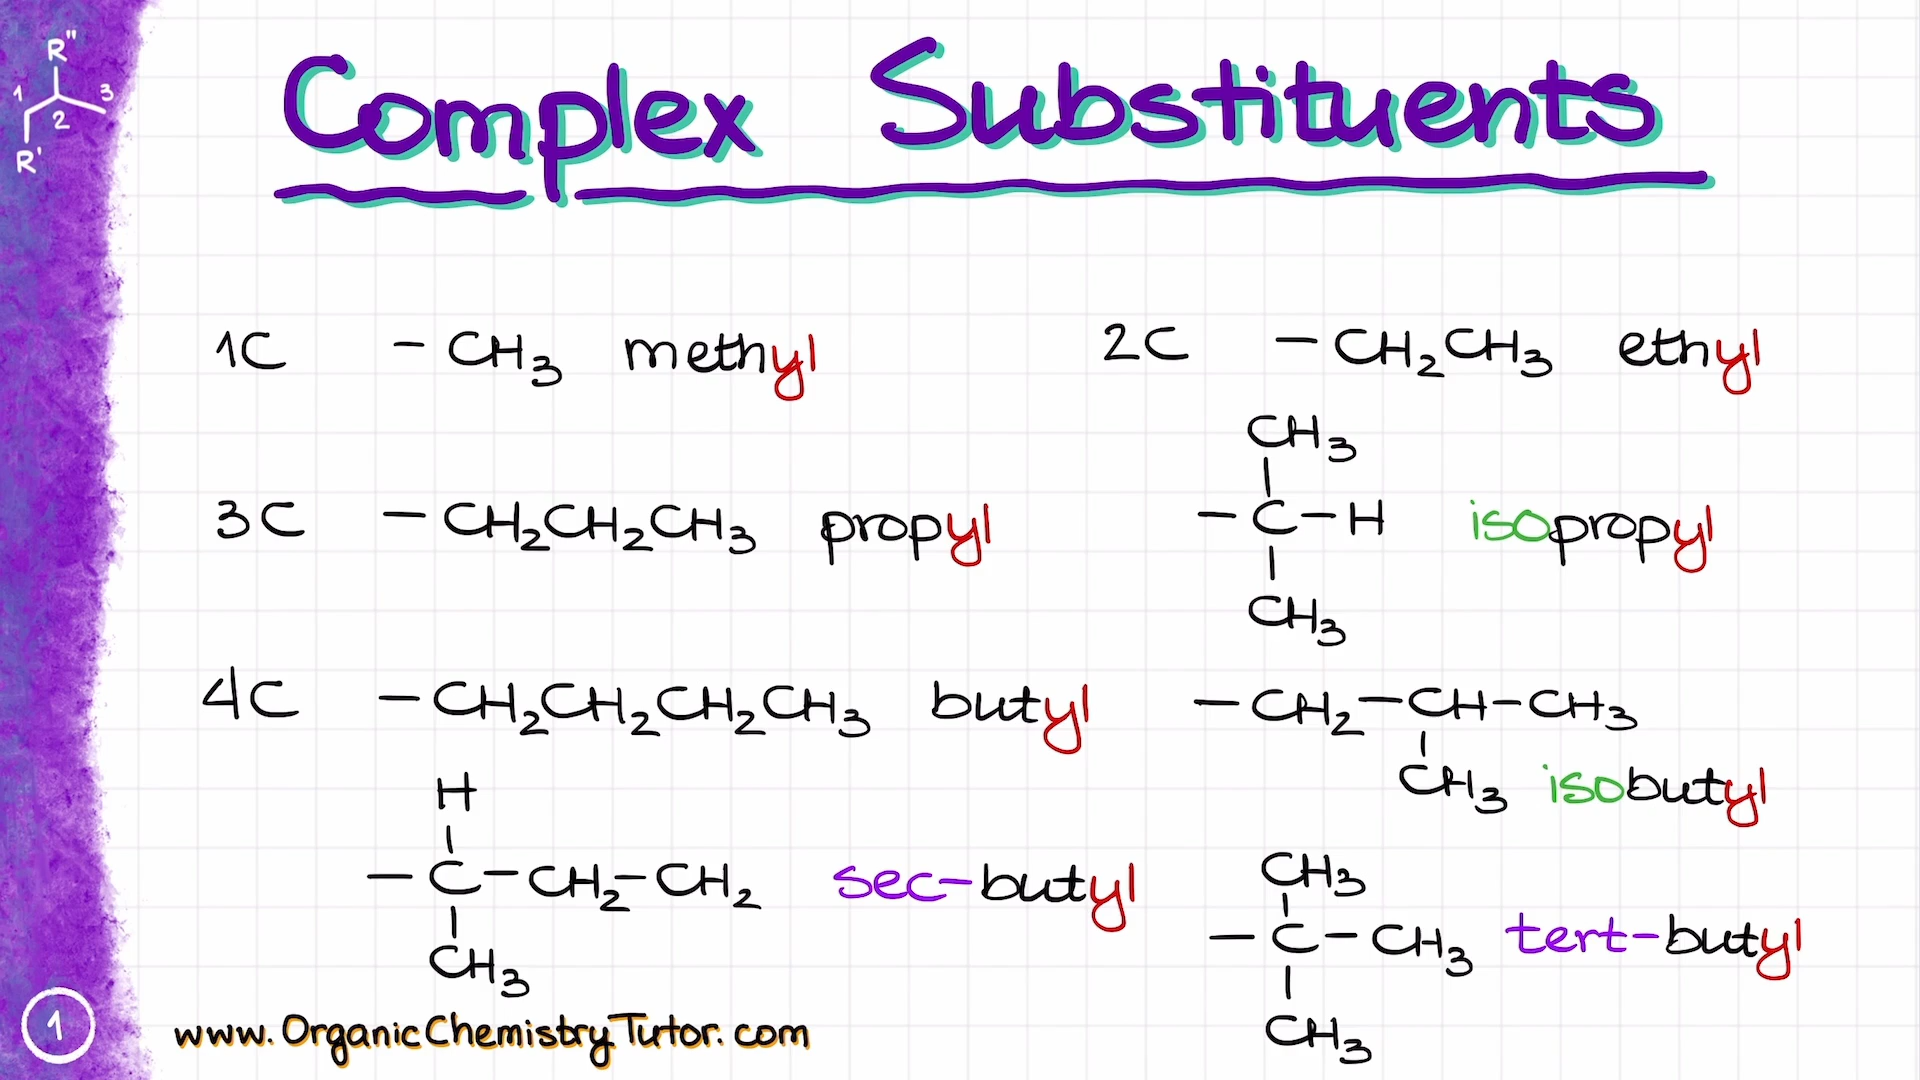 R"
1 3
2
R'
Complex Substituents
1C -CH3 methyl
2C -CH2CH3 ethyl
3C -CH2CH2CH3 propyl
CH3
-C-H isopropyl
CH3
4C -CH2CH2CH2CH3 butyl
-CH2-CH-CH3
CH3 isobutyl
H
-C-CH2-CH2 sec-butyl
CH3
CH3
-C-CH3 tert-butyl
CH3
1
www.OrganicChemistryTutor.com